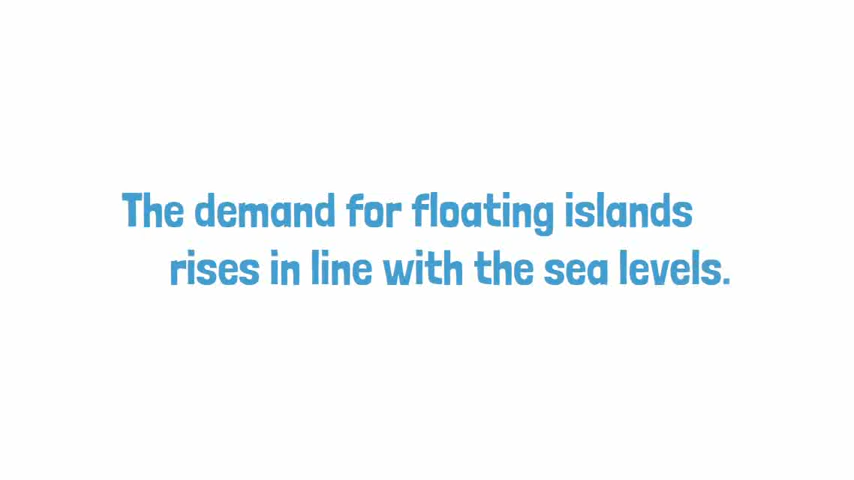 The demand for floating islands
rises in line with the sea levels.